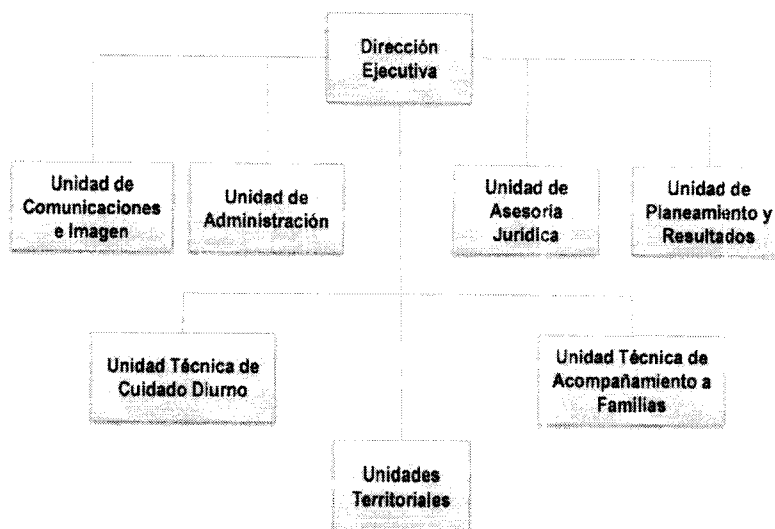 Dirección
Ejecutiva
Unidad de
Comunicaciones
e Imagen
Unidad de
Administración
Unidad de
Asesoría
Jurídica
Unidad de
Planeamiento y
Resultados
Unidad Técnica de
Cuidado Diurno
Unidad Técnica de
Acompañamiento a
Familias
Unidades
Territoriales